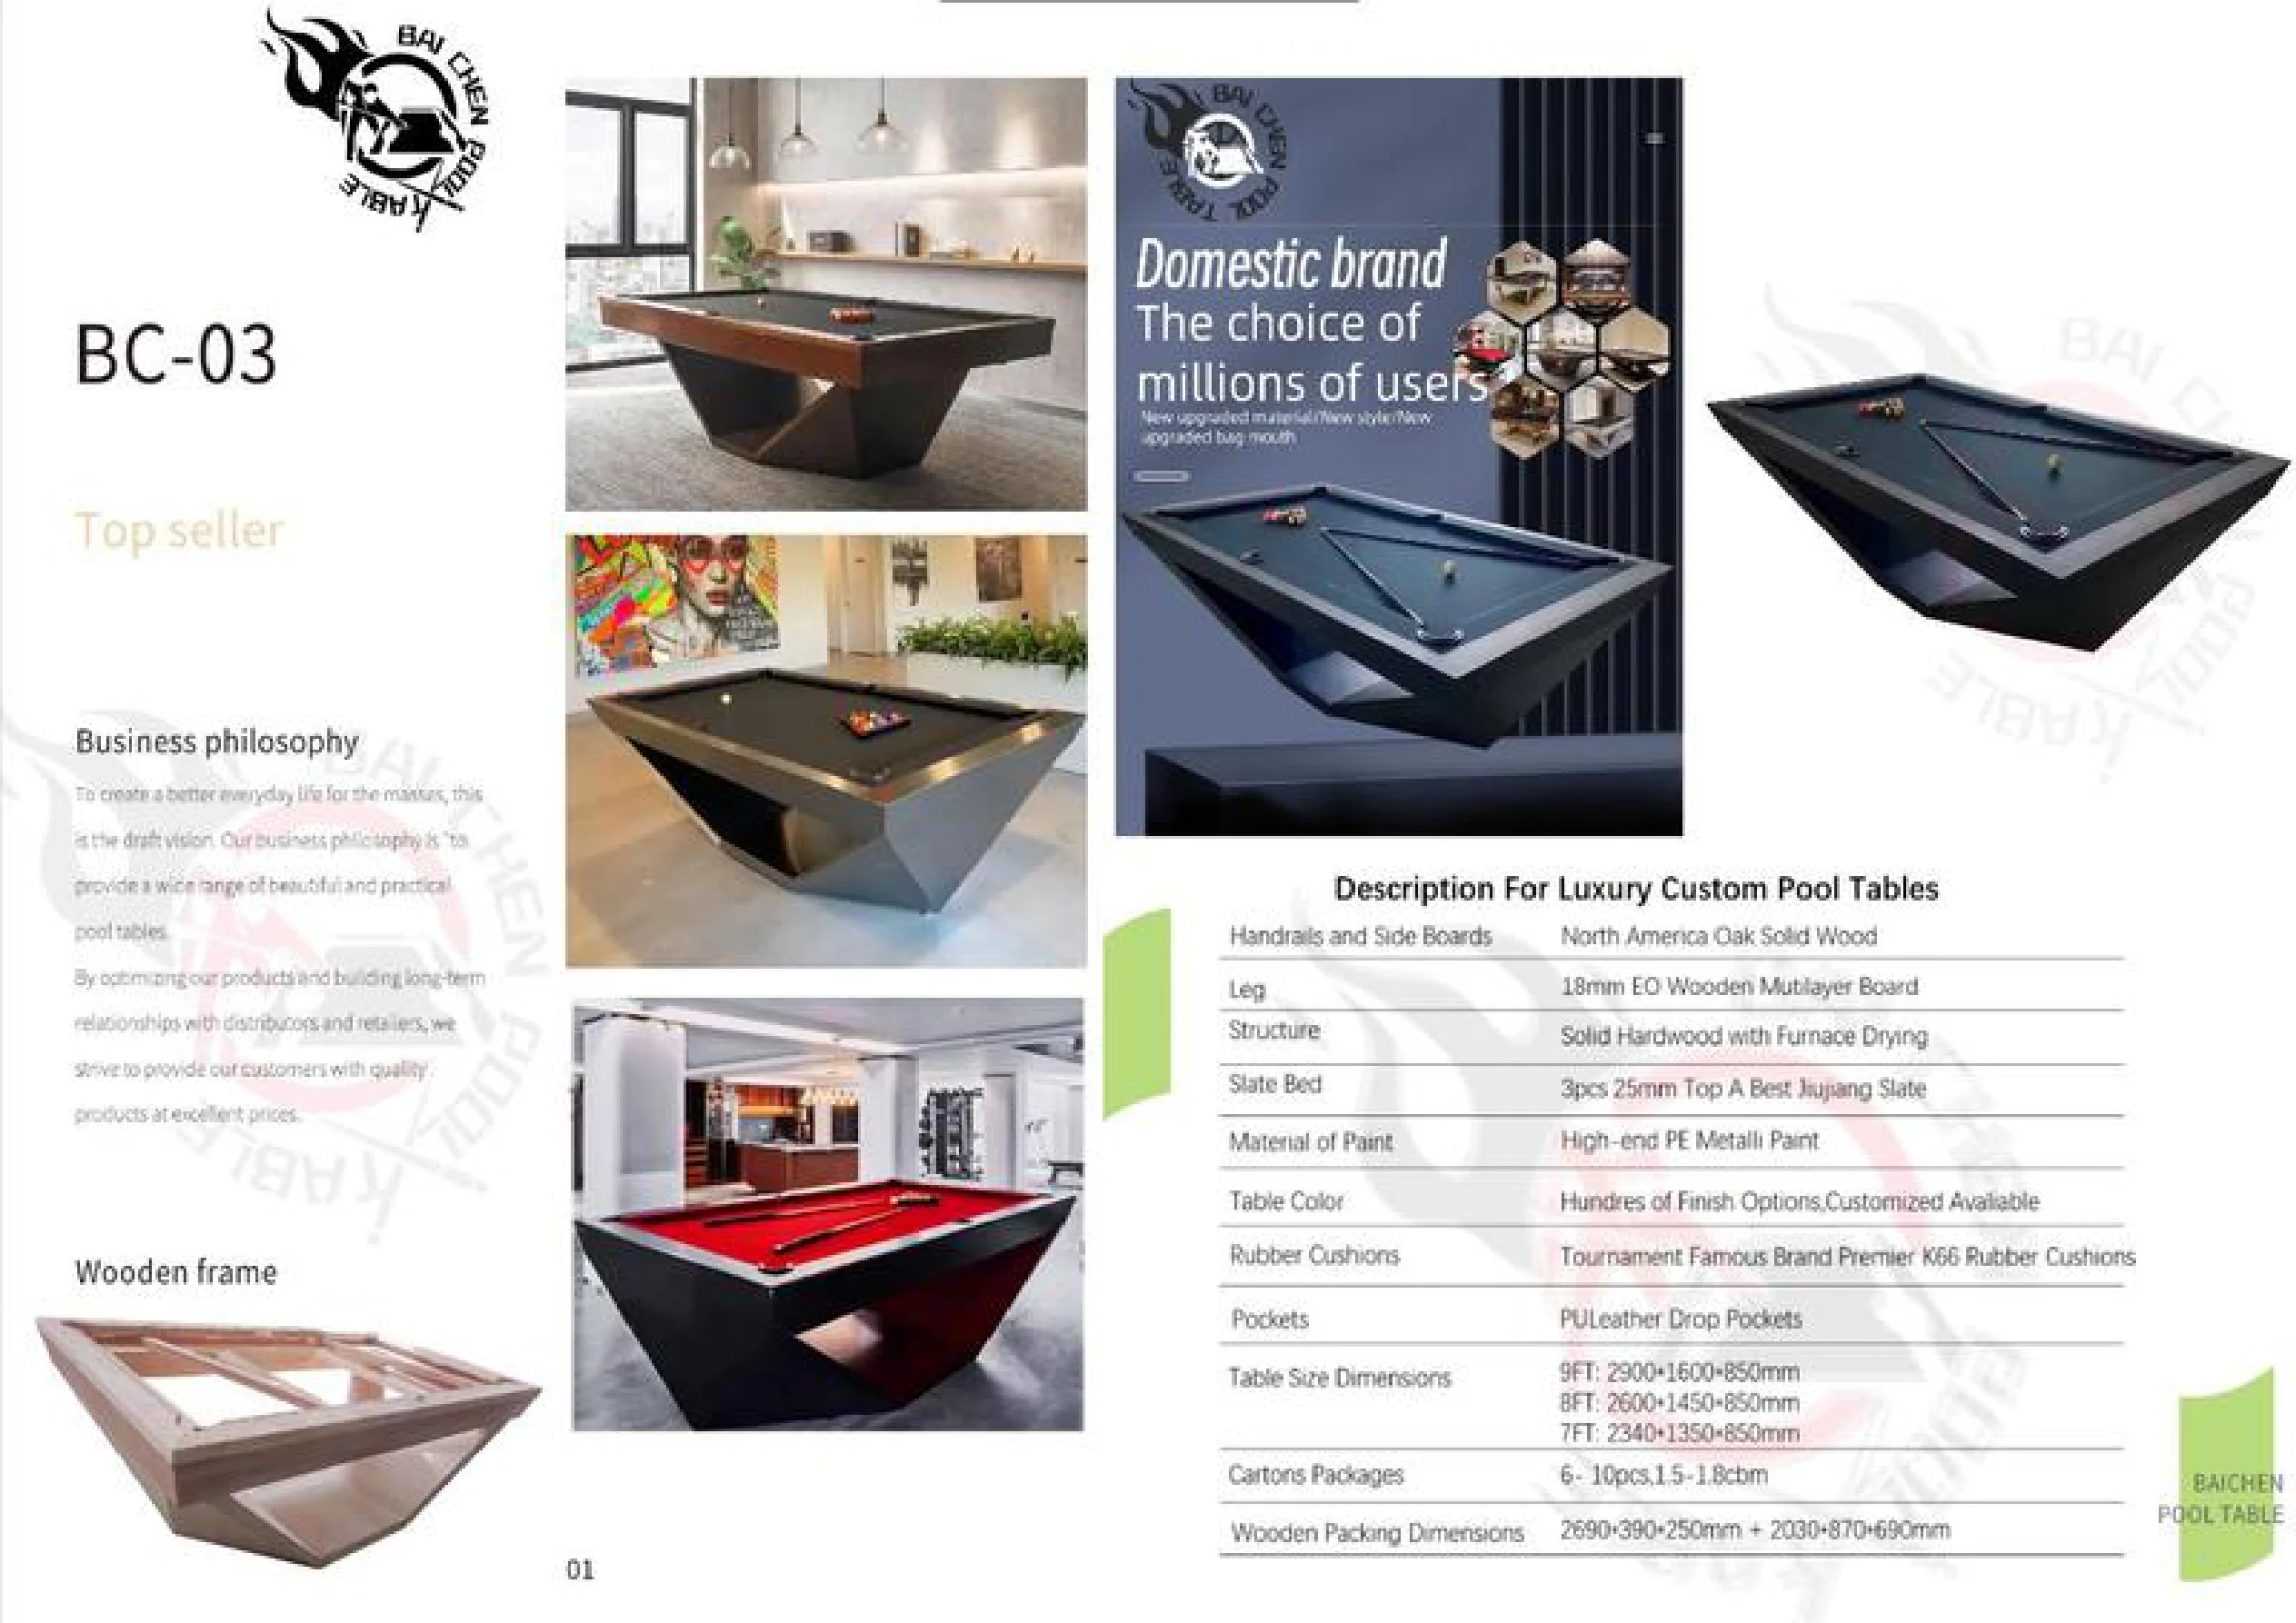 BAI CHEN POOL TABLE
BC-03
Top seller
Business philosophy
To create a better everyday life for the masses, this
is the draft vision. Our business philosophy is "to
provide a wide range of beautiful and practical
pool tables.
By optimizing our products and building long-term
relationships with distributors and retailers, we
strive to provide our customers with quality
products at excellent prices.
Wooden frame
01
BAI CHEN POOL TABLE
Domestic brand
The choice of
millions of users
New upgraded material/New style/New
upgraded bag mouth
Description For Luxury Custom Pool Tables
Handrails and Side Boards North America Oak Solid Wood
Leg 18mm EO Wooden Mutilayer Board
Structure Solid Hardwood with Furnace Drying
Slate Bed 3pcs 25mm Top A Best Jiujiang Slate
Material of Paint High-end PE Metalli Paint
Table Color Hundres of Finish Options,Customized Avaliable
Rubber Cushions Tournament Famous Brand Premier K66 Rubber Cushions
Pockets PULeather Drop Pockets
Table Size Dimensions 9FT: 2900*1600*850mm
8FT: 2600*1450*850mm
7FT: 2340*1350*850mm
Cartons Packages 6- 10pcs,1.5-1.8cbm
Wooden Packing Dimensions 2690*390*250mm + 2030*870*690mm
BAICHEN
POOL TABLE